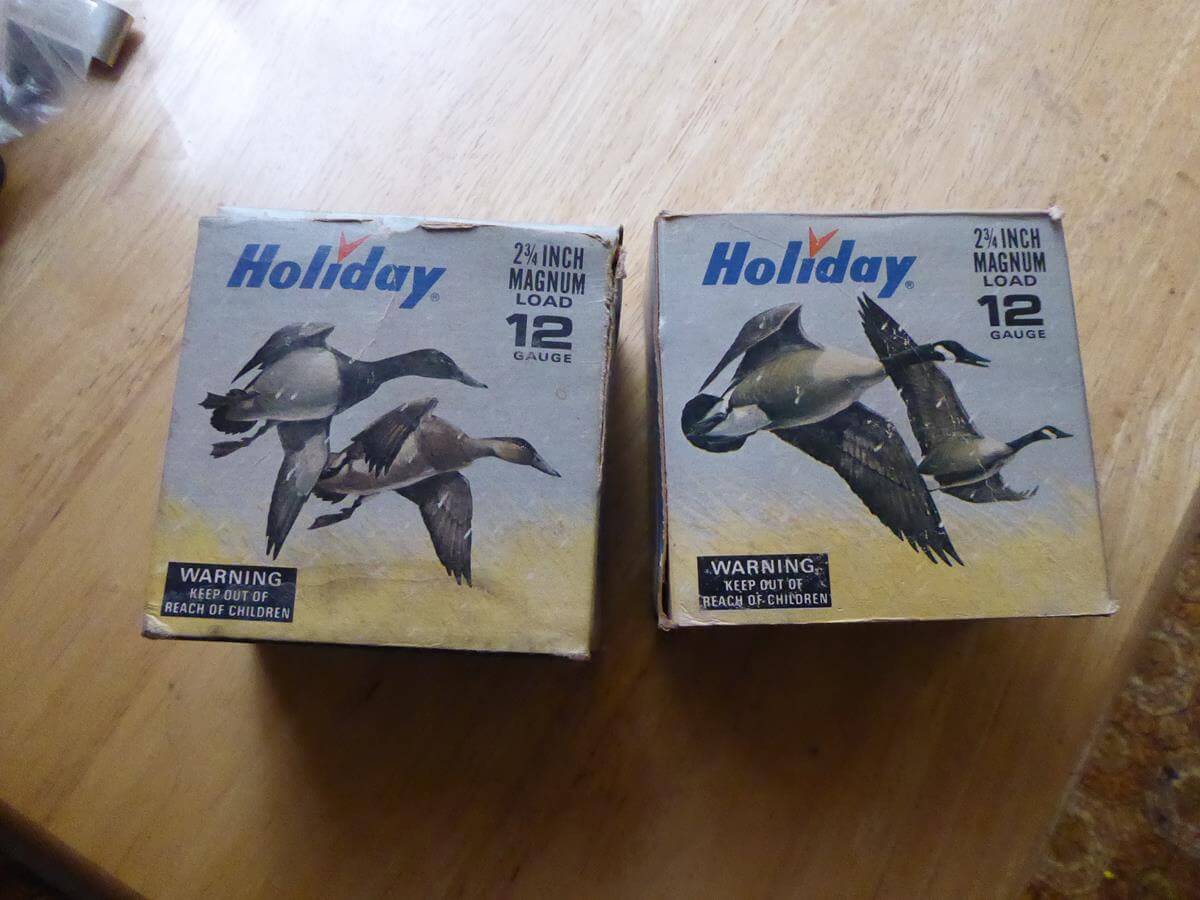 Holiday®
2¾ INCH
MAGNUM
LOAD
12
GAUGE
WARNING
KEEP OUT OF
REACH OF CHILDREN
Holiday®
2¾ INCH
MAGNUM
LOAD
12
GAUGE
WARNING
KEEP OUT OF
REACH OF CHILDREN